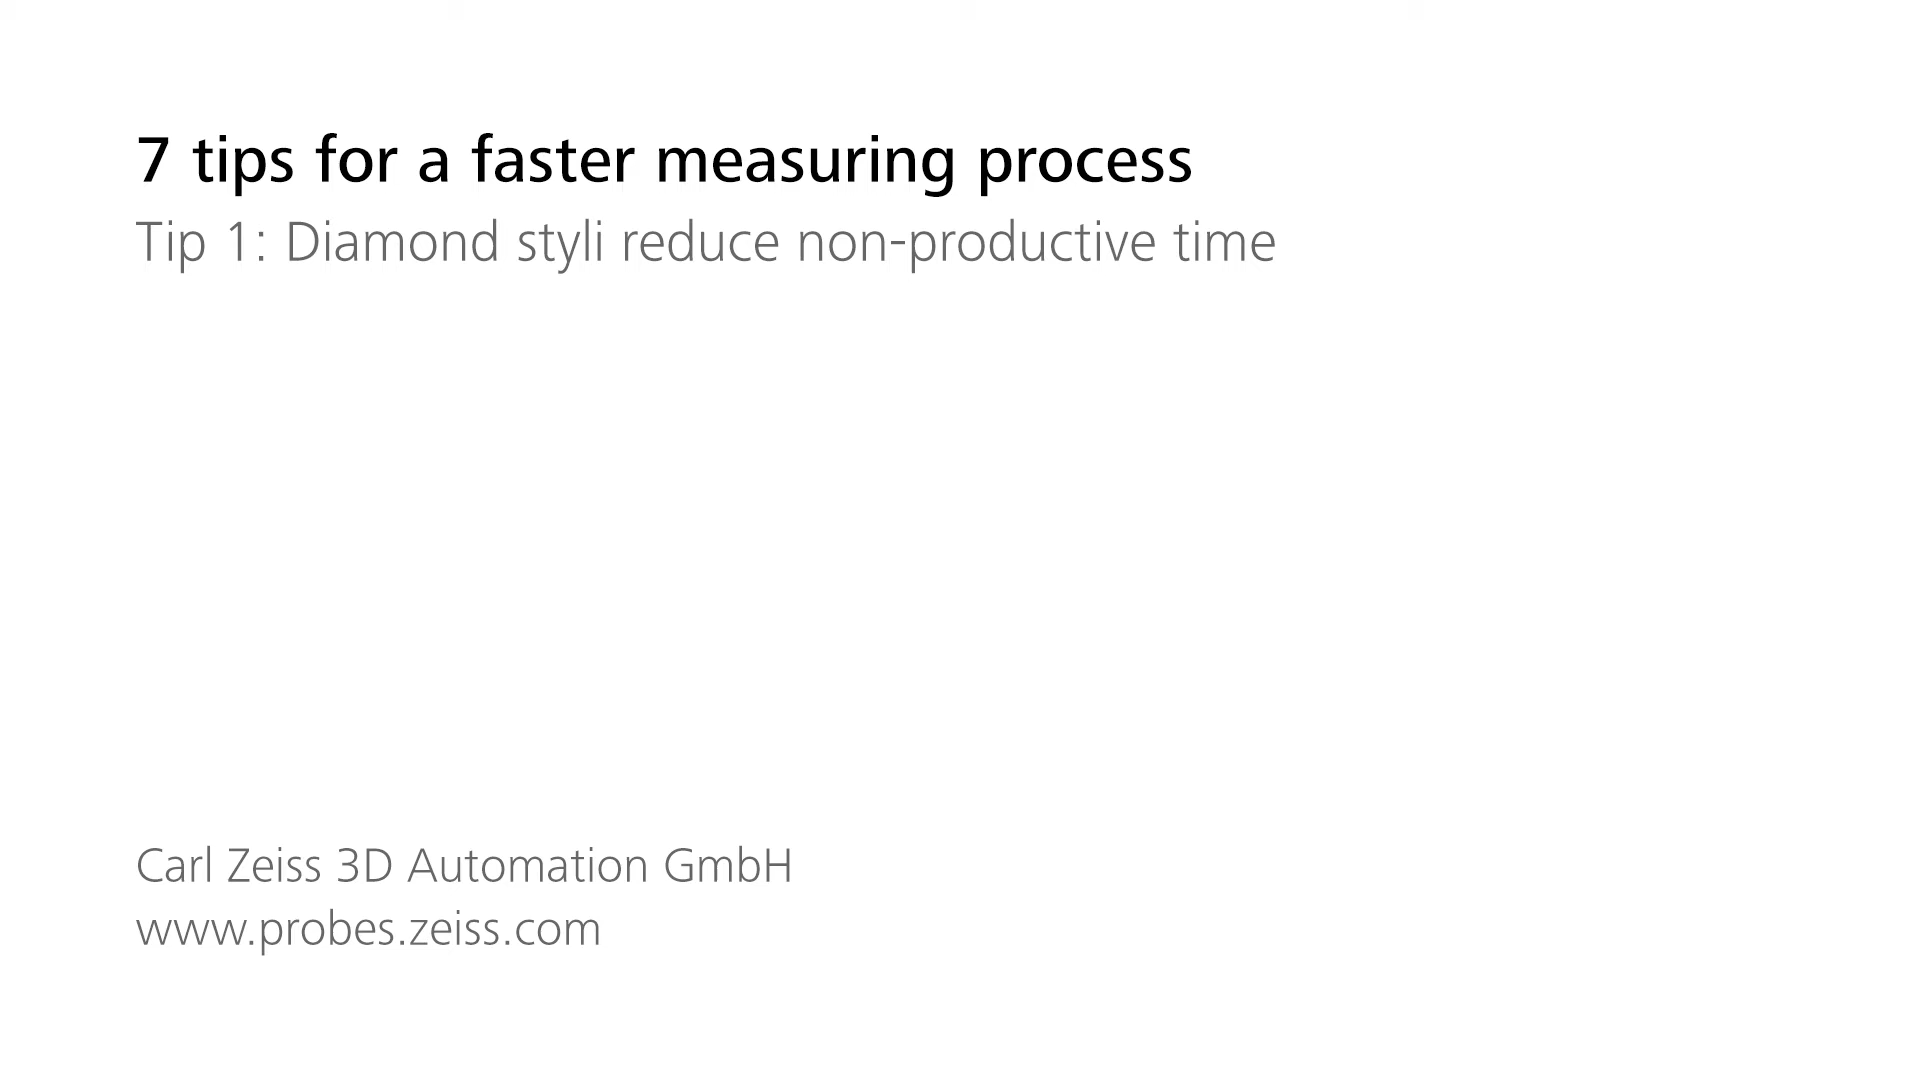 7 tips for a faster measuring process
Tip 1: Diamond styli reduce non-productive time
Carl Zeiss 3D Automation GmbH
www.probes.zeiss.com